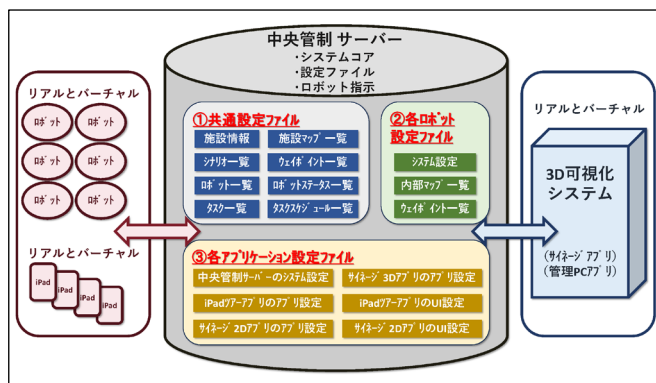 中央管制 サーバー
・システムコア
・設定ファイル
・ロボット指示
リアルとバーチャル
ﾛﾎﾞｯﾄ ﾛﾎﾞｯﾄ
ﾛﾎﾞｯﾄ ﾛﾎﾞｯﾄ
ﾛﾎﾞｯﾄ ﾛﾎﾞｯﾄ
リアルとバーチャル
iPad
iPad
iPad
iPad
①共通設定ﾌｧｲﾙ
施設情報 施設ﾏｯﾌﾟ一覧
ｼﾅﾘｵ一覧 ｳｪｲﾎﾟｲﾝﾄ一覧
ﾛﾎﾞｯﾄ一覧 ﾛﾎﾞｯﾄｽﾃｰﾀｽ一覧
ﾀｽｸ一覧 ﾀｽｸｽｹｼﾞｭｰﾙ一覧
②各ﾛﾎﾞｯﾄ
設定ﾌｧｲﾙ
ｼｽﾃﾑ設定
内部ﾏｯﾌﾟ一覧
ｳｪｲﾎﾟｲﾝﾄ一覧
③各ｱﾌﾟﾘｹｰｼｮﾝ設定ﾌｧｲﾙ
中央管制ｻｰﾊﾞｰのｼｽﾃﾑ設定 ｻｲﾈｰｼﾞ3Dｱﾌﾟﾘのｱﾌﾟﾘ設定
iPadﾂｱｰｱﾌﾟﾘのｱﾌﾟﾘ設定 iPadﾂｱｰｱﾌﾟﾘのUI設定
ｻｲﾈｰｼﾞ2Dｱﾌﾟﾘのｱﾌﾟﾘ設定 ｻｲﾈｰｼﾞ2DｱﾌﾟﾘのUI設定
リアルとバーチャル
3D可視化
システム
（ｻｲﾈｰｼﾞｱﾌﾟﾘ）
（管理PCｱﾌﾟﾘ）